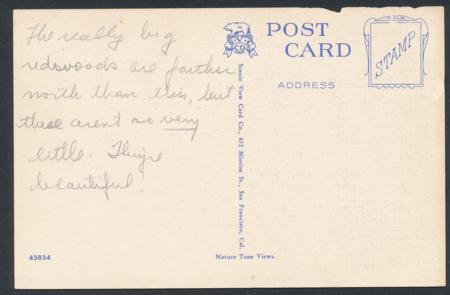 The really big
redwoods are farther
north than this, but
these aren't so very
little. They're
beautiful!
43834
Scenic View Card Co., 412 Mission St., San Francisco, Cal.
POST
CARD
ADDRESS
STAMP
Nature Tone Views.